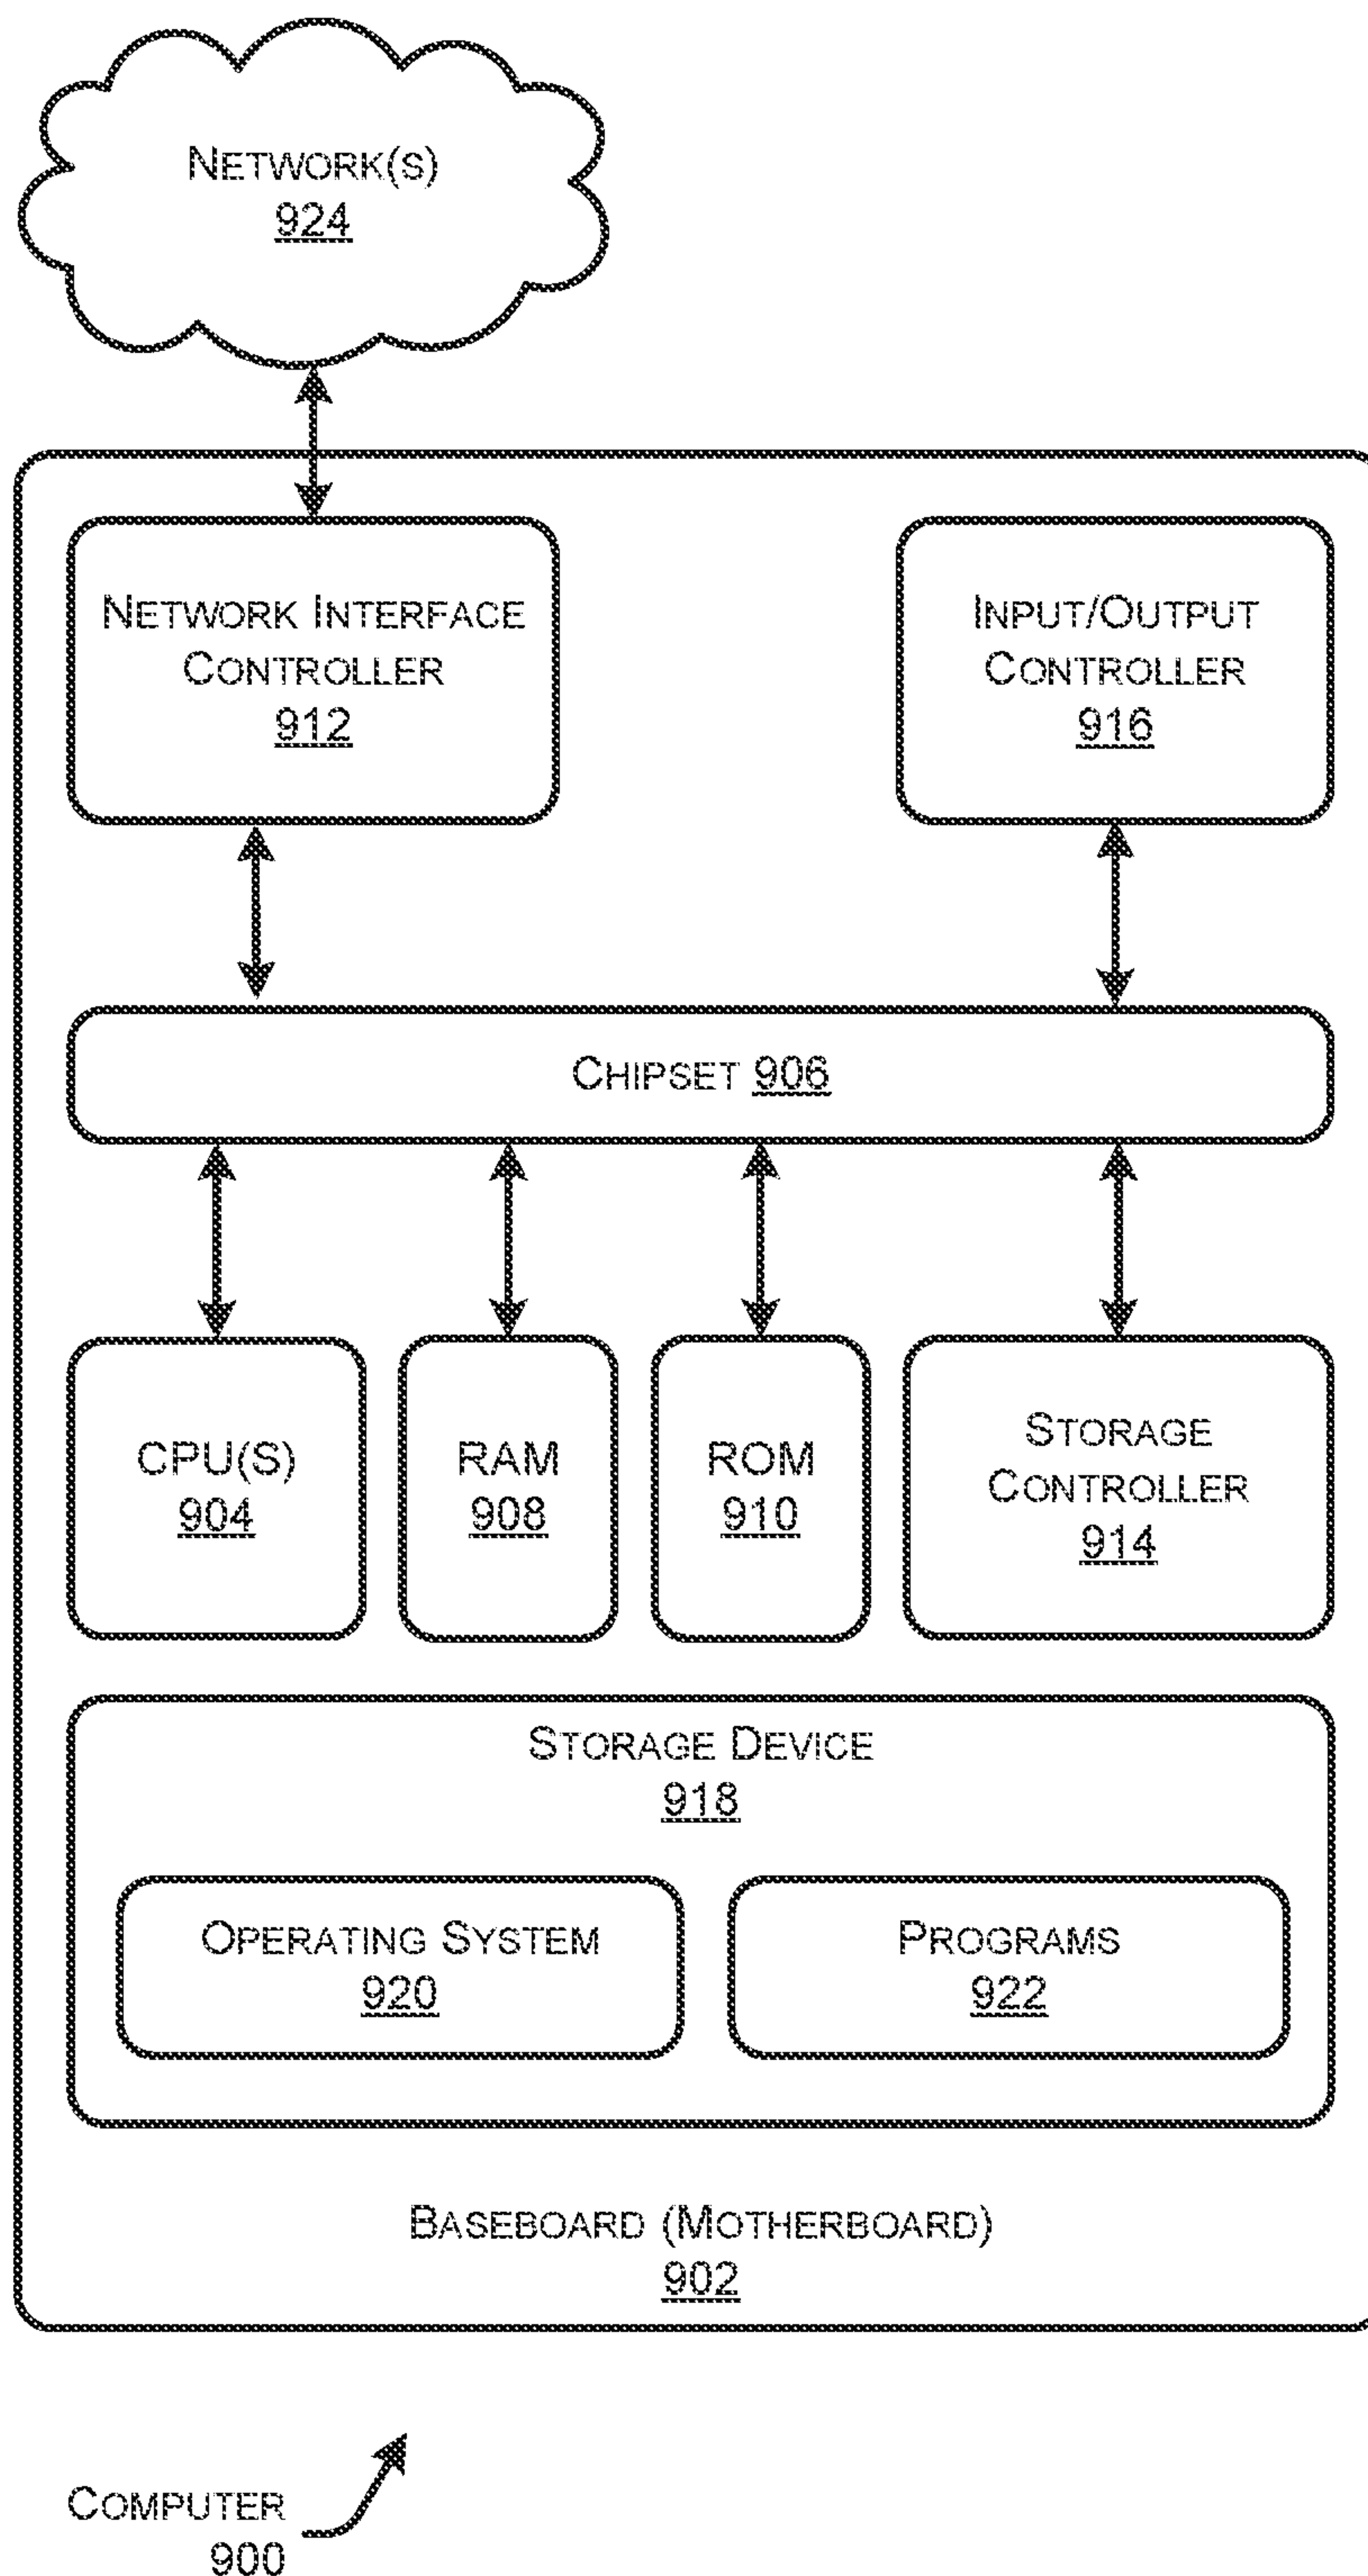 NETWORK(S)
924
NETWORK INTERFACE
CONTROLLER
912
INPUT/OUTPUT
CONTROLLER
916
CHIPSET 906
CPU(S)
904
RAM
908
ROM
910
STORAGE
CONTROLLER
914
STORAGE DEVICE
918
OPERATING SYSTEM
920
PROGRAMS
922
BASEBOARD (MOTHERBOARD)
902
COMPUTER
900